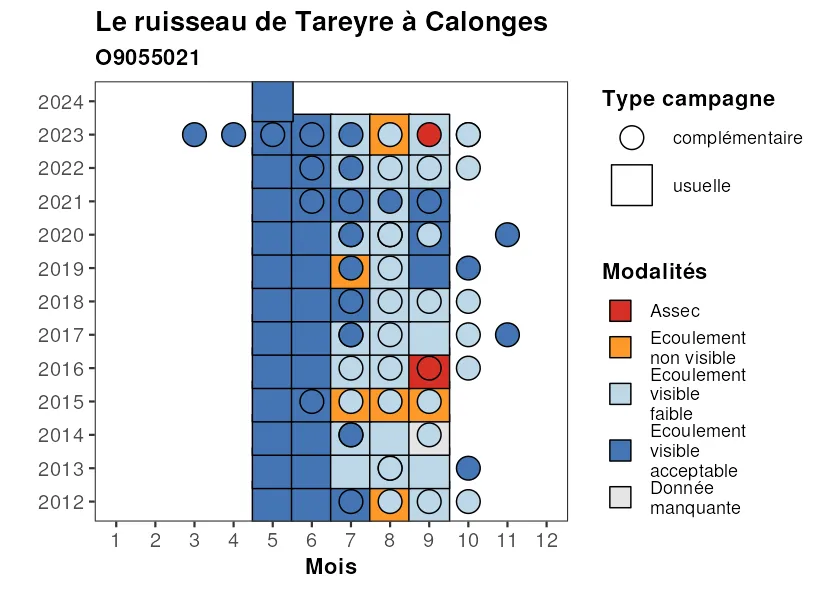 Le ruisseau de Tareyre à Calonges
O9055021
2024
2023
2022
2021
2020
2019
2018
2017
2016
2015
2014
2013
2012
1 2 3 4 5 6 7 8 9 10 11 12
Mois
Type campagne
complémentaire
usuelle
Modalités
Assec
Ecoulement
non visible
Ecoulement
visible
faible
Ecoulement
visible
acceptable
Donnée
manquante